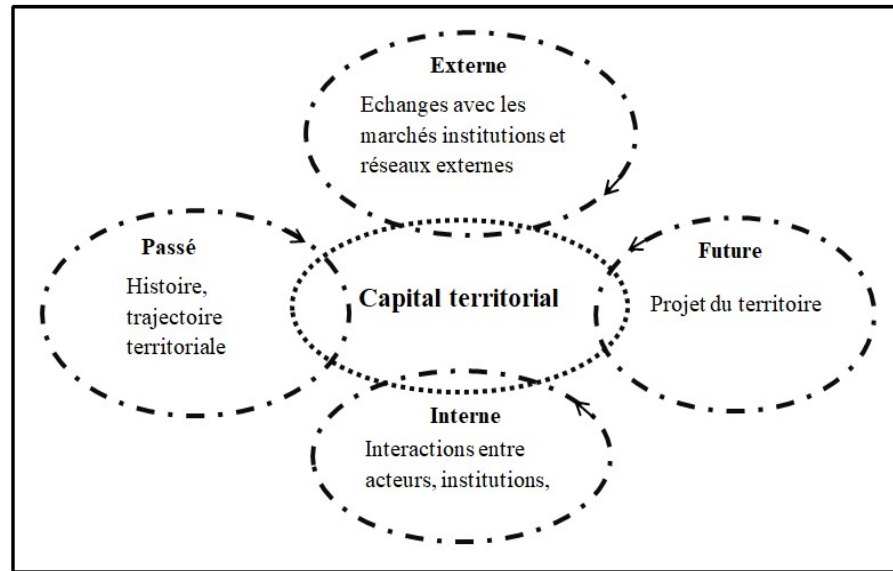 Externe
Echanges avec les
marchés institutions et
réseaux externes
Passé
Histoire,
trajectoire
territoriale
Capital territorial
Future
Projet du territoire
Interne
Interactions entre
acteurs, institutions,